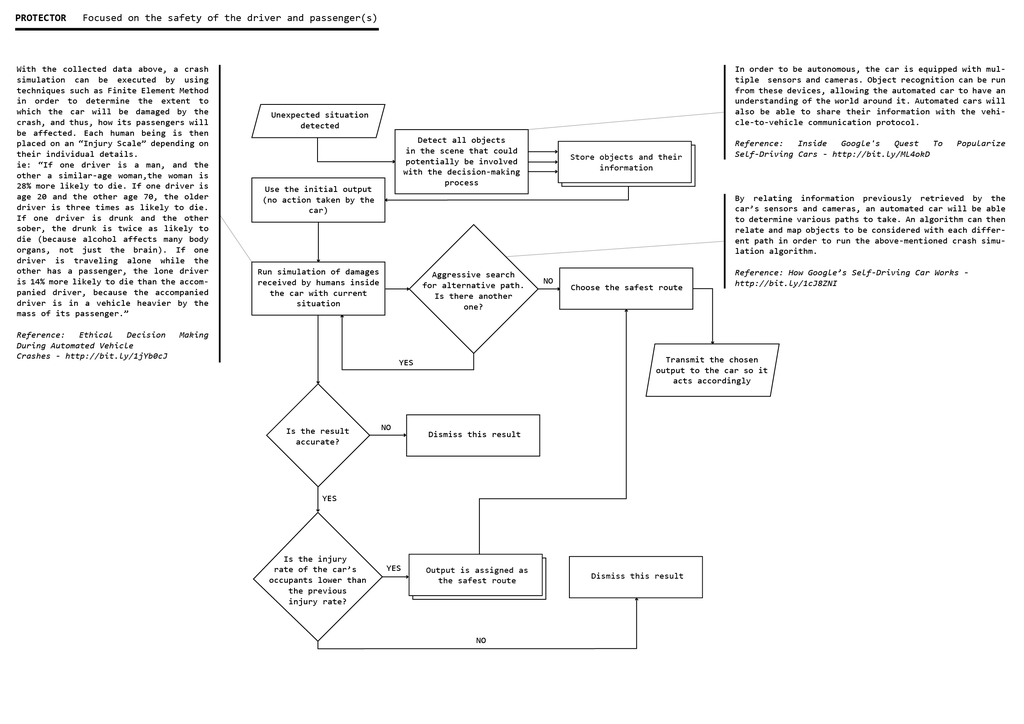 PROTECTOR Focused on the safety of the driver and passenger(s)
With the collected data above, a crash
simulation can be executed by using
techniques such as Finite Element Method
in order to determine the extent to
which the car will be damaged by the
crash, and thus, how its passengers will
be affected. Each human being is then
placed on an “Injury Scale” depending on
their individual details.
ie: “If one driver is a man, and the
other a similar-age woman,the woman is
28% more likely to die. If one driver is
age 20 and the other age 70, the older
driver is three times as likely to die.
If one driver is drunk and the other
sober, the drunk is twice as likely to
die (because alcohol affects many body
organs, not just the brain). If one
driver is traveling alone while the
other has a passenger, the lone driver
is 14% more likely to die than the accom-
panied driver, because the accompanied
driver is in a vehicle heavier by the
mass of its passenger.”
Reference: Ethical Decision Making
During Automated Vehicle
Crashes - http://bit.ly/1jYb0cJ
Unexpected situation
detected
Detect all objects
in the scene that could
potentially be involved
with the decision-making
process
Store objects and their
information
Use the initial output
(no action taken by the
car)
Run simulation of damages
received by humans inside
the car with current
situation
Aggressive search
for alternative path.
Is there another
one?
NO
Choose the safest route
YES
Transmit the chosen
output to the car so it
acts accordingly
Is the result
accurate?
NO
Dismiss this result
YES
Is the injury
rate of the car’s
occupants lower than
the previous
injury rate?
YES
Output is assigned as
the safest route
Dismiss this result
NO
In order to be autonomous, the car is equipped with mul-
tiple sensors and cameras. Object recognition can be run
from these devices, allowing the automated car to have an
understanding of the world around it. Automated cars will
also be able to share their information with the vehi-
cle-to-vehicle communication protocol.
Reference: Inside Google's Quest To Popularize
Self-Driving Cars - http://bit.ly/ML4okD
By relating information previously retrieved by the
car’s sensors and cameras, an automated car will be able
to determine various paths to take. An algorithm can then
relate and map objects to be considered with each differ-
ent path in order to run the above-mentioned crash simu-
lation algorithm.
Reference: How Google’s Self-Driving Car Works -
http://bit.ly/1cJ8ZNI